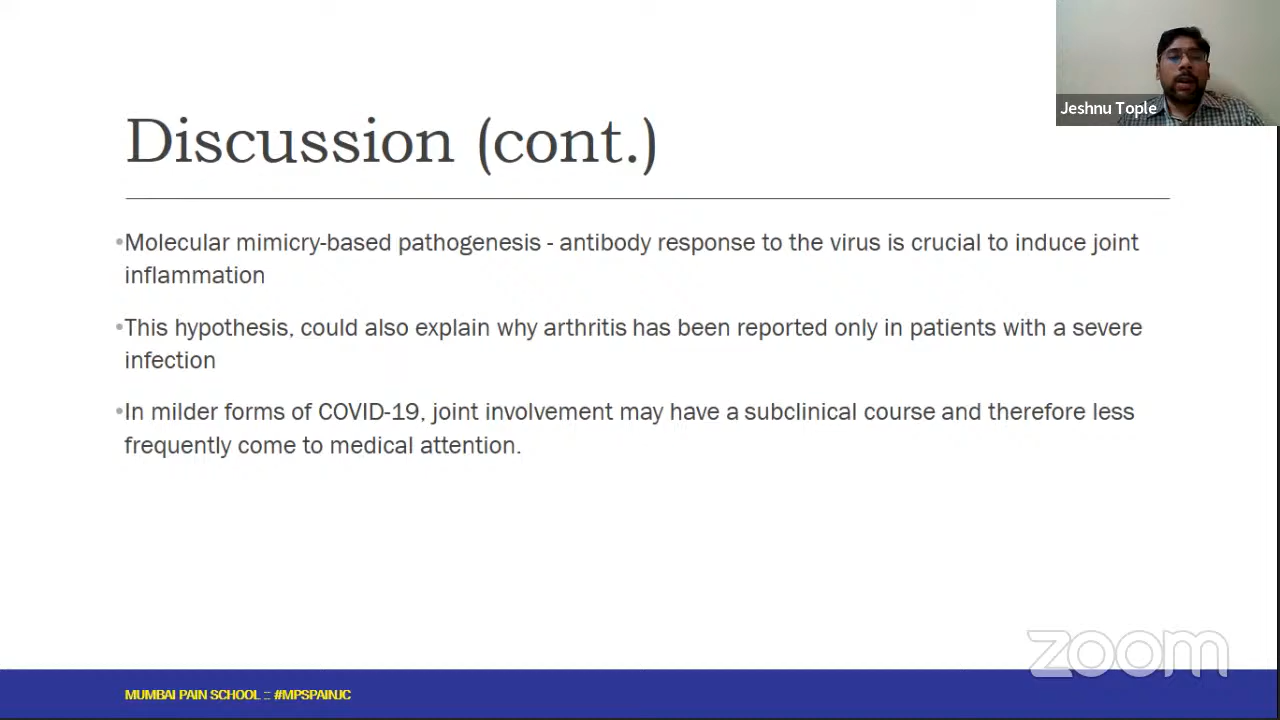 Jeshnu Tople
Discussion (cont.)
•Molecular mimicry-based pathogenesis - antibody response to the virus is crucial to induce joint
inflammation
•This hypothesis, could also explain why arthritis has been reported only in patients with a severe
infection
•In milder forms of COVID-19, joint involvement may have a subclinical course and therefore less
frequently come to medical attention.
zoom
MUMBAI PAIN SCHOOL :: #MPSPAINJC